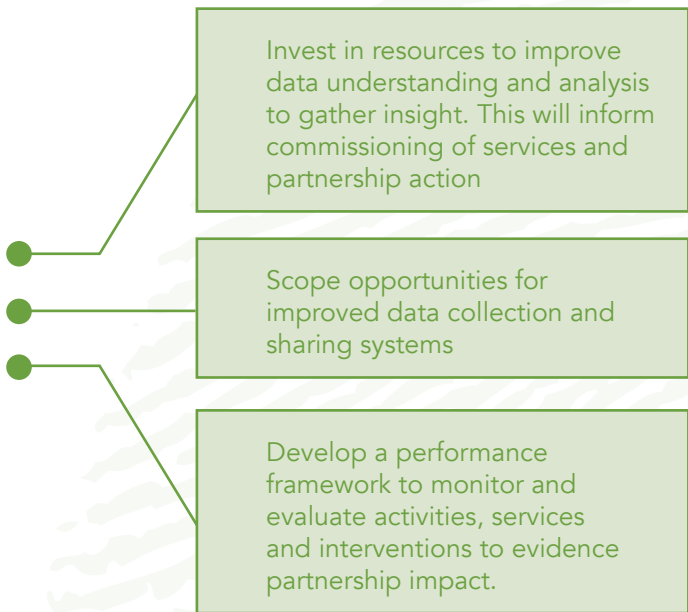 Invest in resources to improve
data understanding and analysis
to gather insight. This will inform
commissioning of services and
partnership action
Scope opportunities for
improved data collection and
sharing systems
Develop a performance
framework to monitor and
evaluate activities, services
and interventions to evidence
partnership impact.